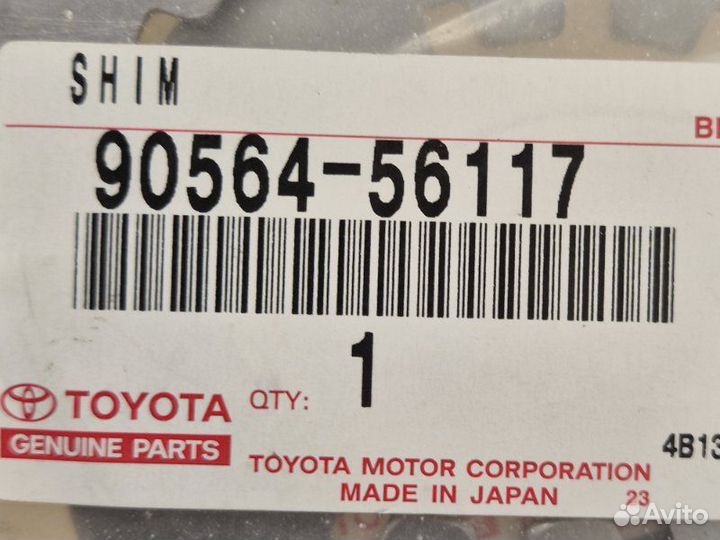 SHIM
90564-56117
1
QTY:
TOYOTA
GENUINE PARTS
TOYOTA MOTOR CORPORATION
MADE IN JAPAN 23
4B13
Avito